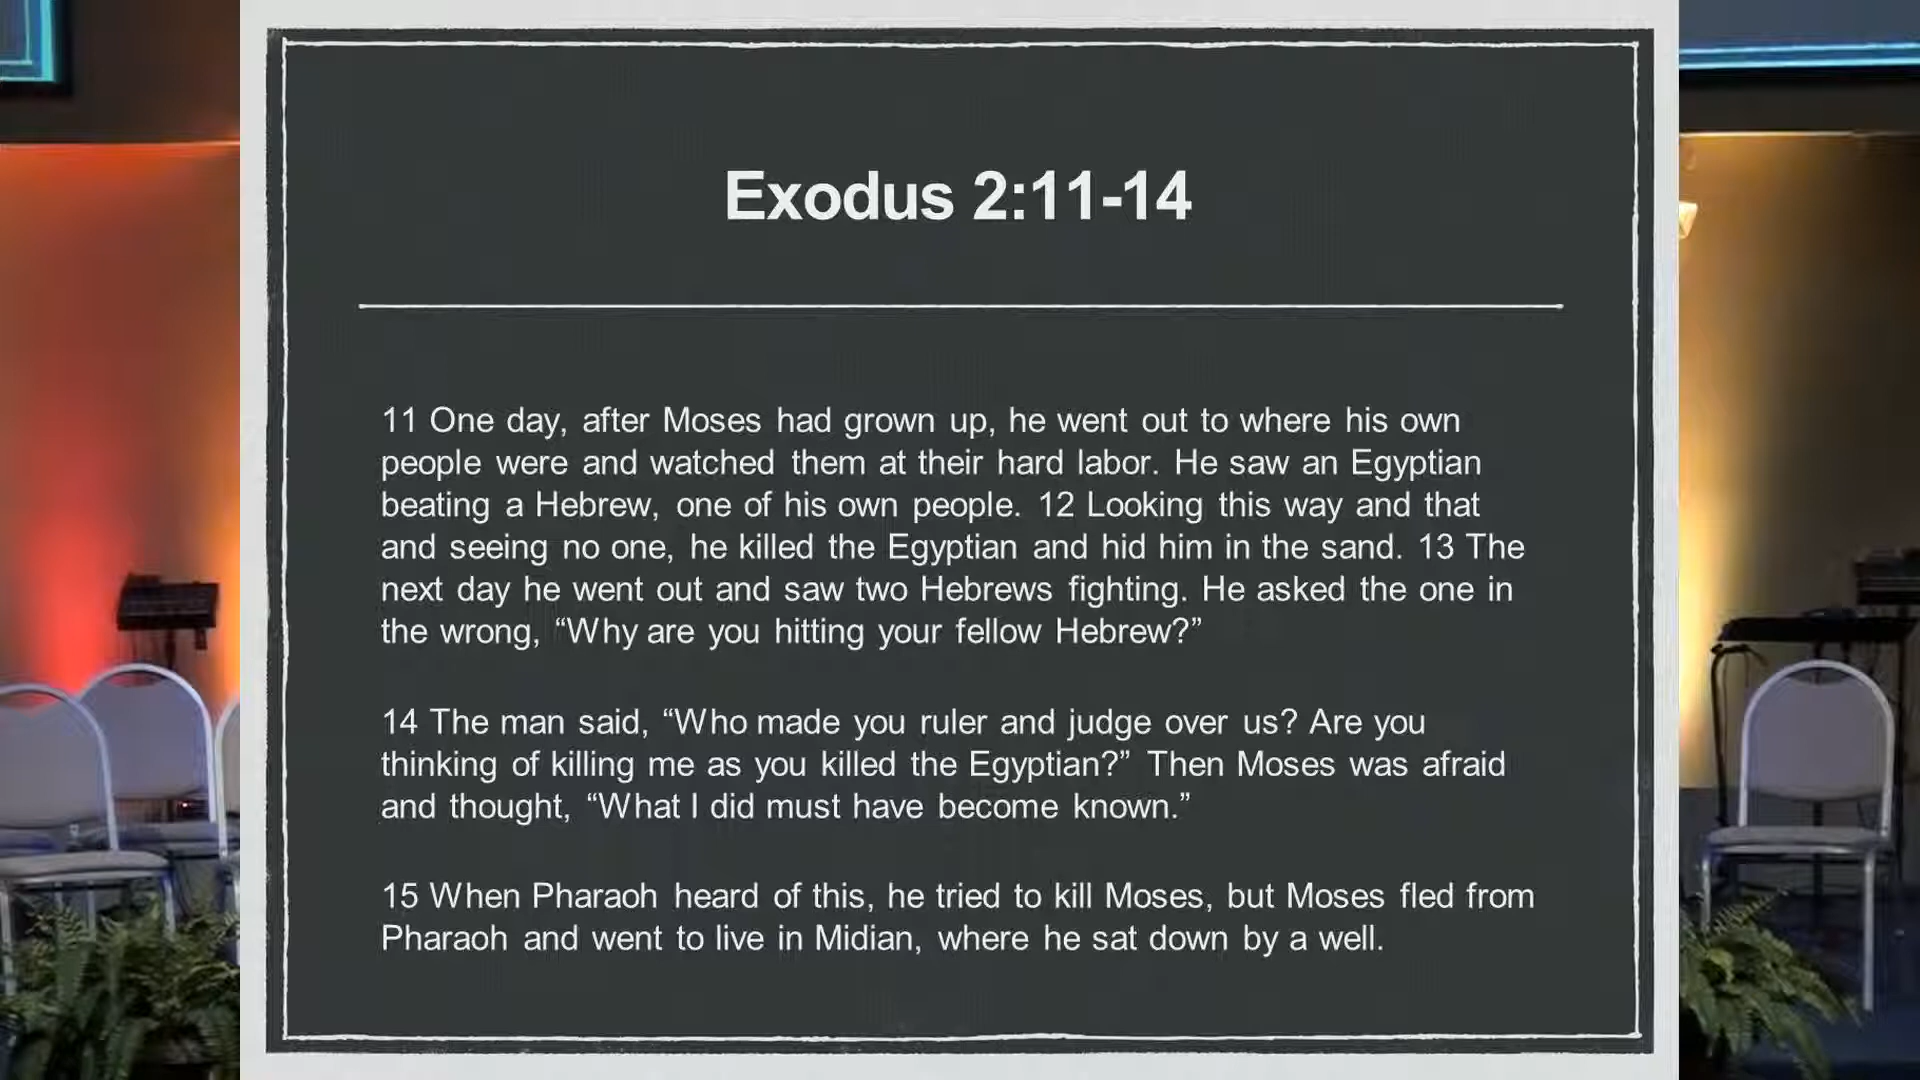 Exodus 2:11-14
11 One day, after Moses had grown up, he went out to where his own
people were and watched them at their hard labor. He saw an Egyptian
beating a Hebrew, one of his own people. 12 Looking this way and that
and seeing no one, he killed the Egyptian and hid him in the sand. 13 The
next day he went out and saw two Hebrews fighting. He asked the one in
the wrong, “Why are you hitting your fellow Hebrew?”
14 The man said, “Who made you ruler and judge over us? Are you
thinking of killing me as you killed the Egyptian?” Then Moses was afraid
and thought, “What I did must have become known.”
15 When Pharaoh heard of this, he tried to kill Moses, but Moses fled from
Pharaoh and went to live in Midian, where he sat down by a well.